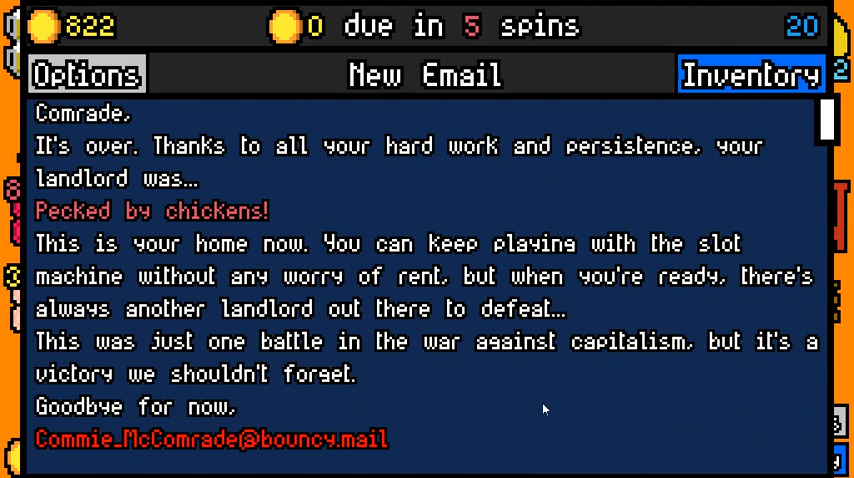 822 0 due in 5 spins 20
Options New Email Inventory
Comrade,
It's over. Thanks to all your hard work and persistence, your
landlord was...
Pecked by chickens!
This is your home now. You can keep playing with the slot
machine without any worry of rent, but when you're ready, there's
always another landlord out there to defeat...
This was just one battle in the war against capitalism, but it's a
victory we shouldn't forget.
Goodbye for now,
Commie_McComrade@bouncy.mail